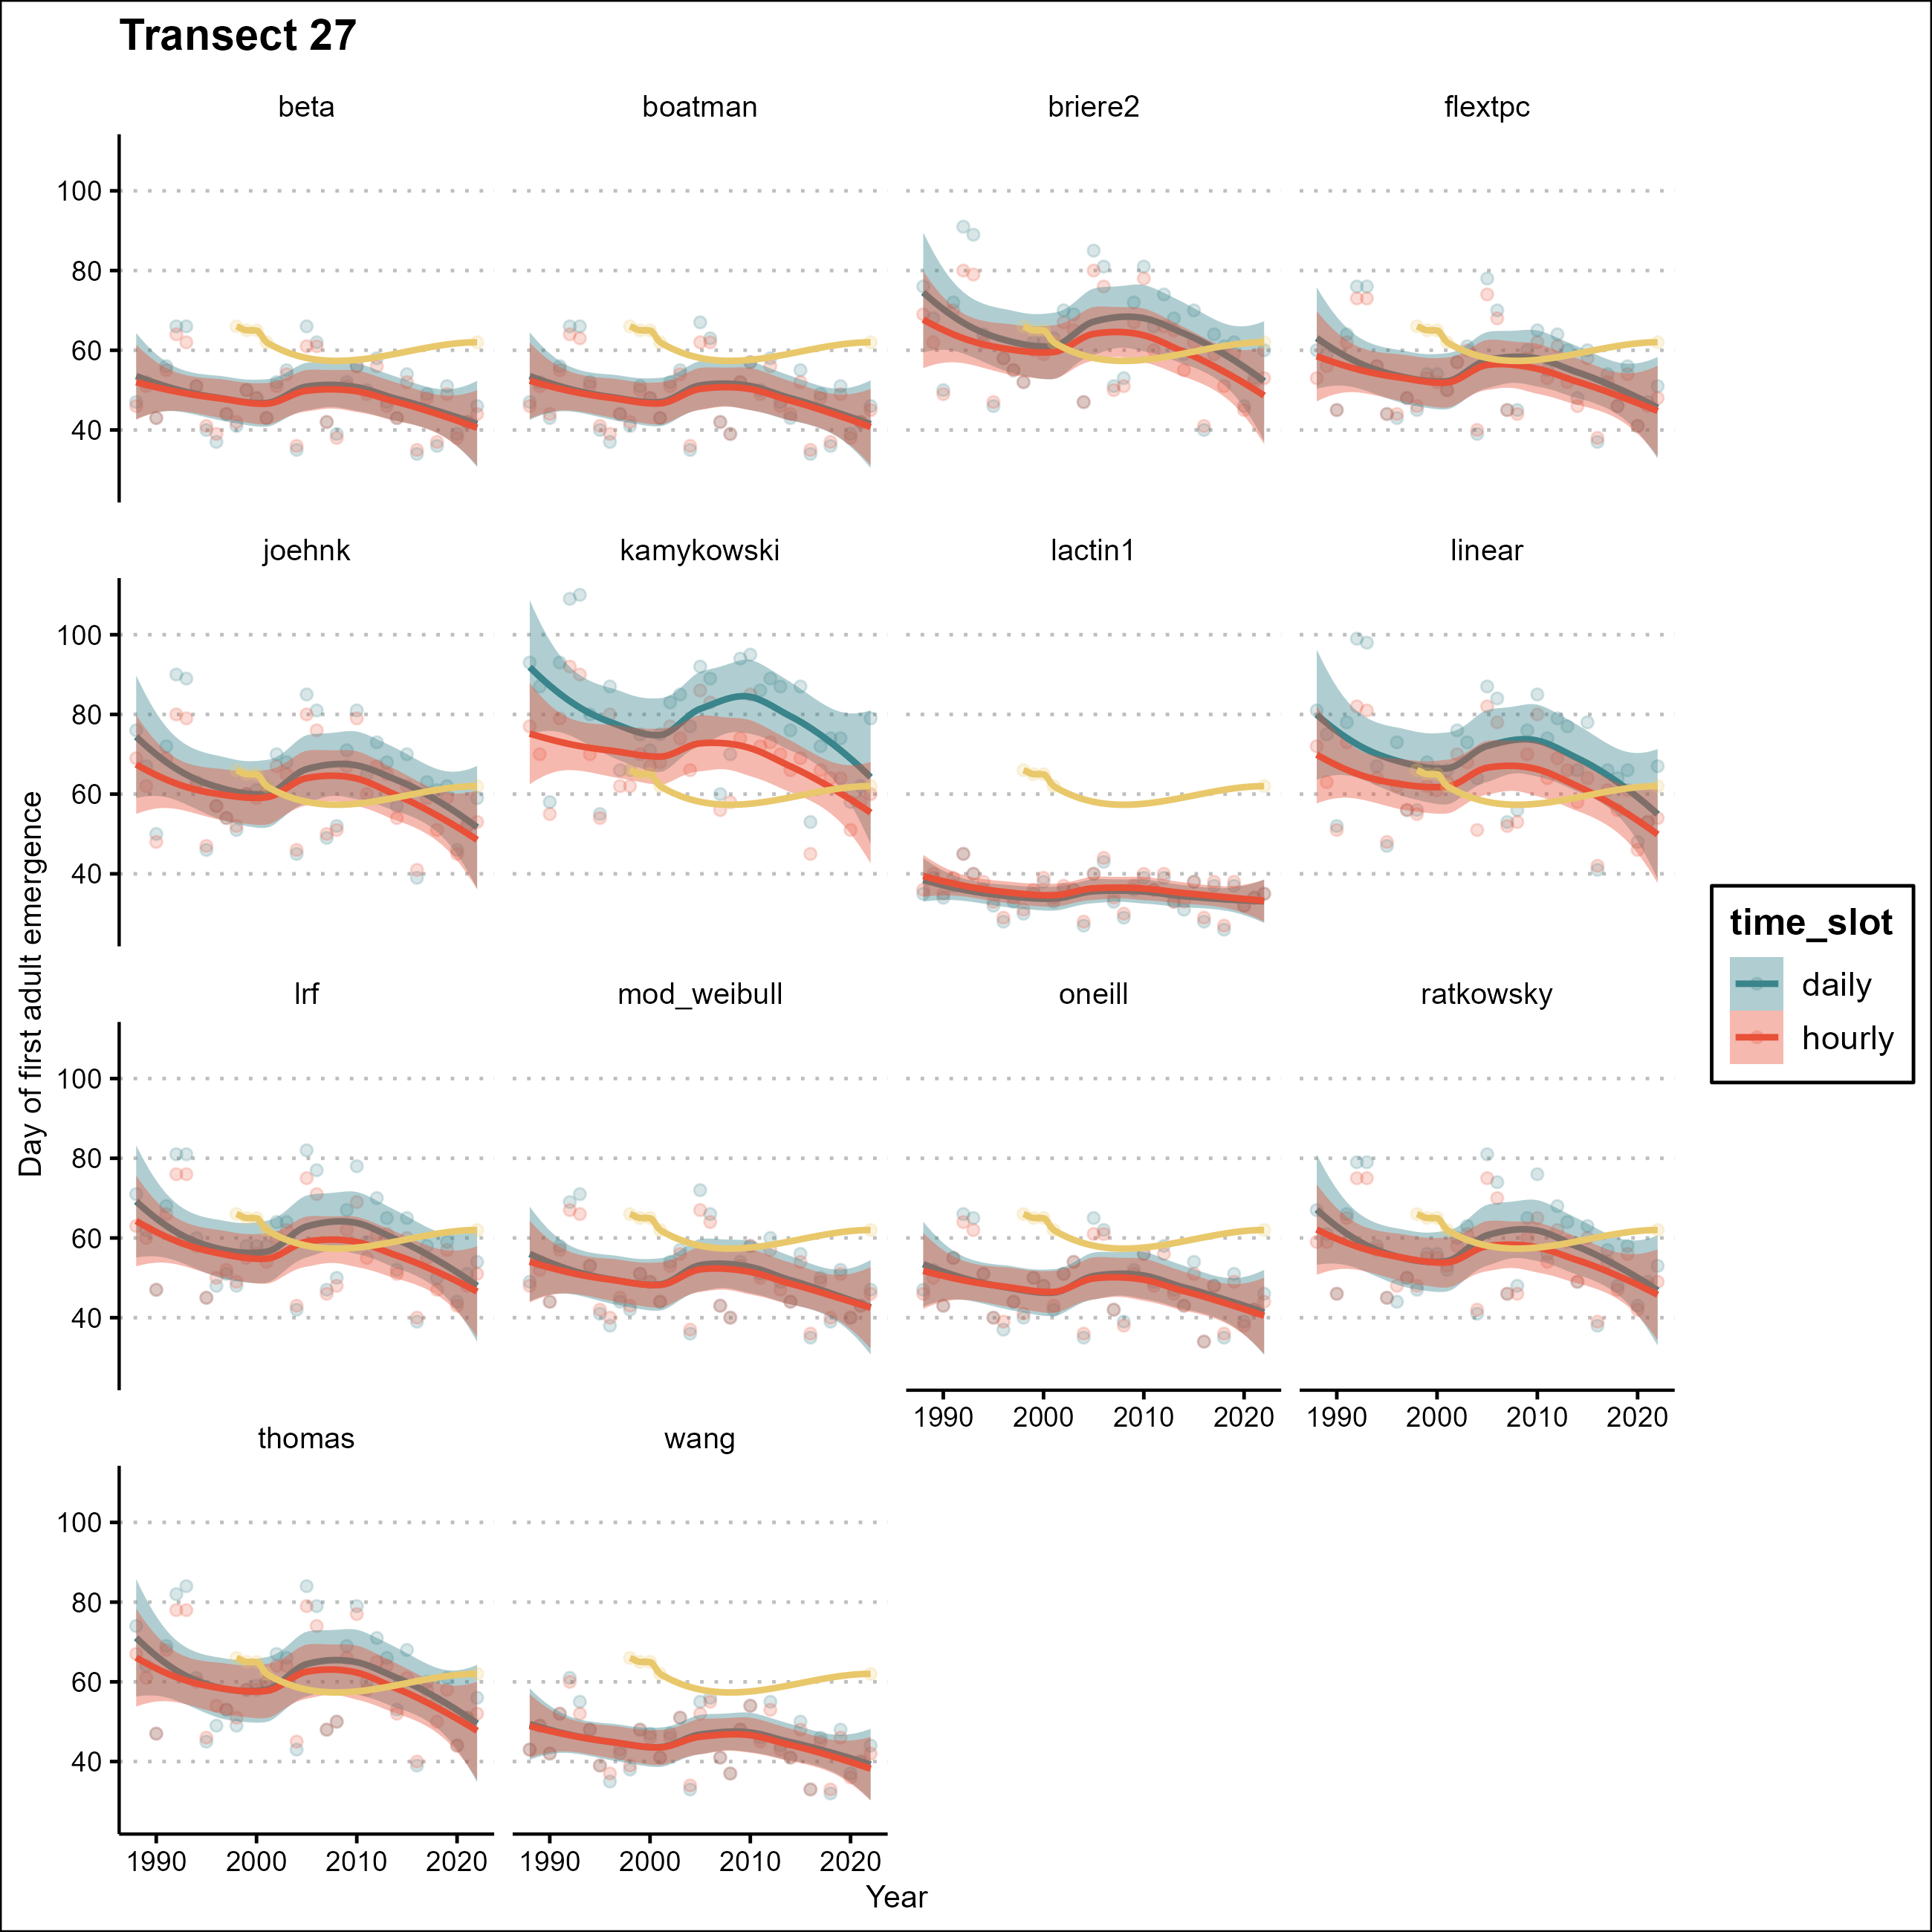 Transect 27
beta boatman briere2 flextpc
100
80
60
40
joehnk kamykowski lactin1 linear
100
80
60
40
Day of first adult emergence
time_slot
daily
hourly
lrf mod_weibull oneill ratkowsky
100
80
60
40
1990 2000 2010 2020 1990 2000 2010 2020
thomas wang
100
80
60
40
1990 2000 2010 2020 1990 2000 2010 2020
Year